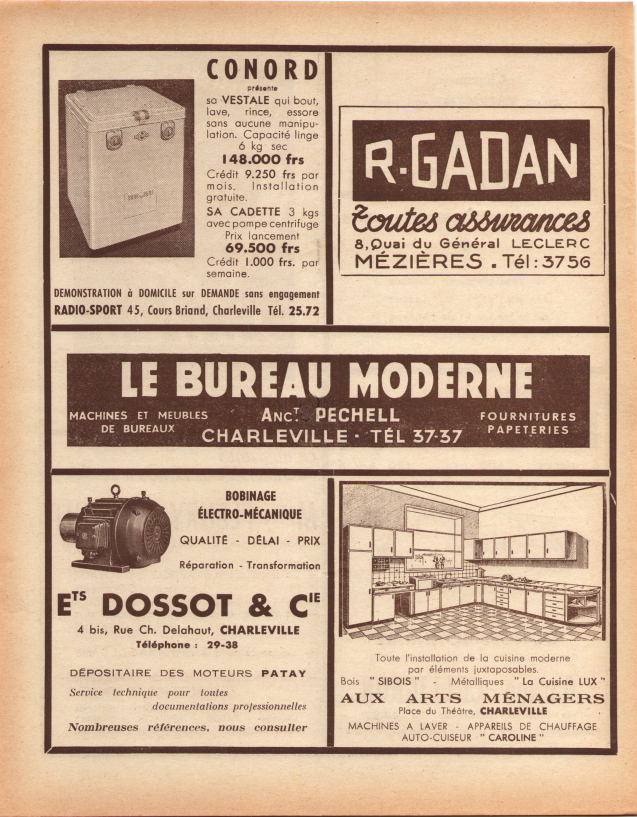 CONORD
présente
sa VESTALE qui bout,
lave, rince, essore
sans aucune manipu-
lation. Capacité linge
6 kg sec
148.000 frs
Crédit 9.250 frs par
mois. Installation
gratuite.
SA CADETTE 3 kgs
avec pompe centrifuge
Prix lancement
69.500 frs
Crédit 1.000 frs. par
semaine.
DEMONSTRATION à DOMICILE sur DEMANDE sans engagement
RADIO-SPORT 45, Cours Briand, Charleville Tél. 25.72
R-GADAN
Toutes assurances
8, Quai du Général LECLERC
MÉZIÈRES . Tél: 3756
LE BUREAU MODERNE
MACHINES ET MEUBLES
DE BUREAUX
ANCT PECHELL
CHARLEVILLE - TÉL 37-37
FOURNITURES
PAPETERIES
BOBINAGE
ÉLECTRO-MÉCANIQUE
QUALITÉ - DÉLAI - PRIX
Réparation - Transformation
ETS DOSSOT & CIE
4 bis, Rue Ch. Delahaut, CHARLEVILLE
Téléphone : 29-38
DÉPOSITAIRE DES MOTEURS PATAY
Service technique pour toutes
documentations professionnelles
Nombreuses références, nous consulter
Toute l'installation de la cuisine moderne
par éléments juxtaposables.
Bois "SIBOIS" - Métalliques "La Cuisine LUX"
AUX ARTS MÉNAGERS
Place du Théâtre, CHARLEVILLE
MACHINES A LAVER - APPAREILS DE CHAUFFAGE
AUTO-CUISEUR "CAROLINE"